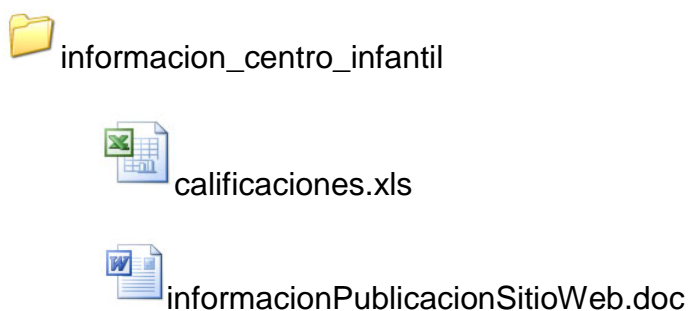 informacion_centro_infantil
calificaciones.xls
informacionPublicacionSitioWeb.doc